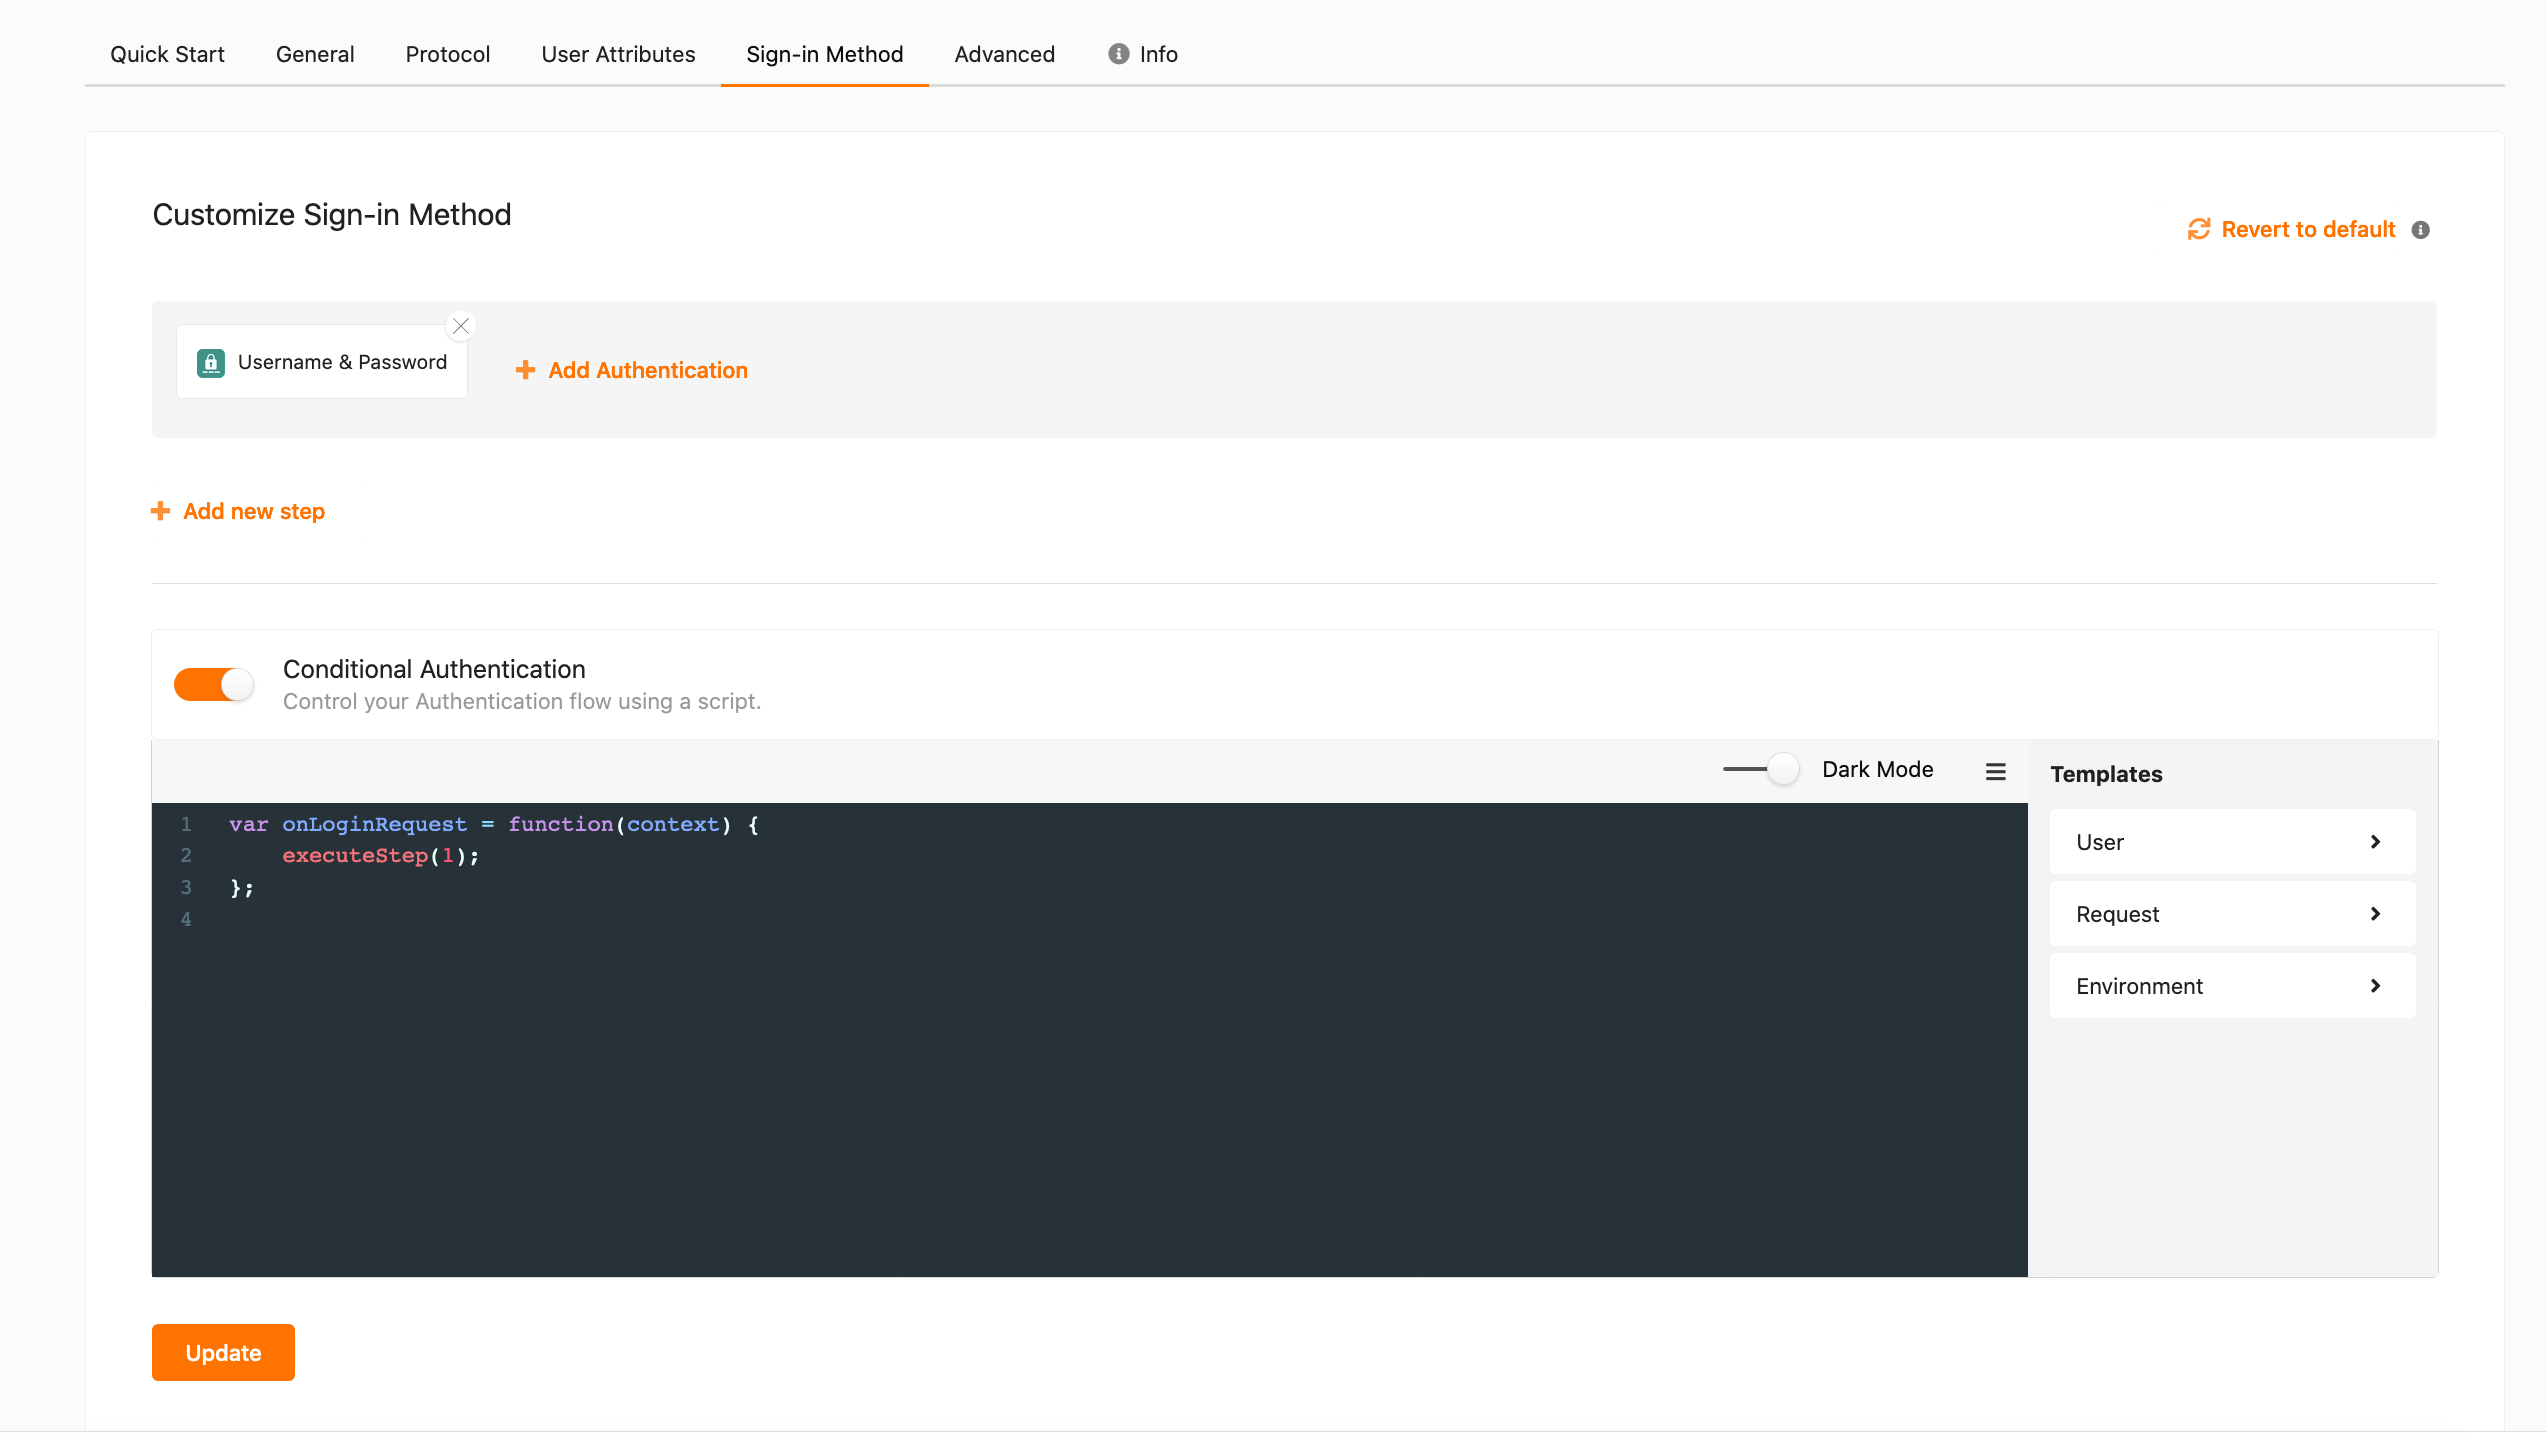 Quick Start General Protocol User Attributes Sign-in Method Advanced Info
Customize Sign-in Method
Revert to default
Username & Password
Add Authentication
Add new step
Conditional Authentication
Control your Authentication flow using a script.
Dark Mode
Templates
1 var onLoginRequest = function(context) {
2     executeStep(1);
3 };
4
User
Request
Environment
Update